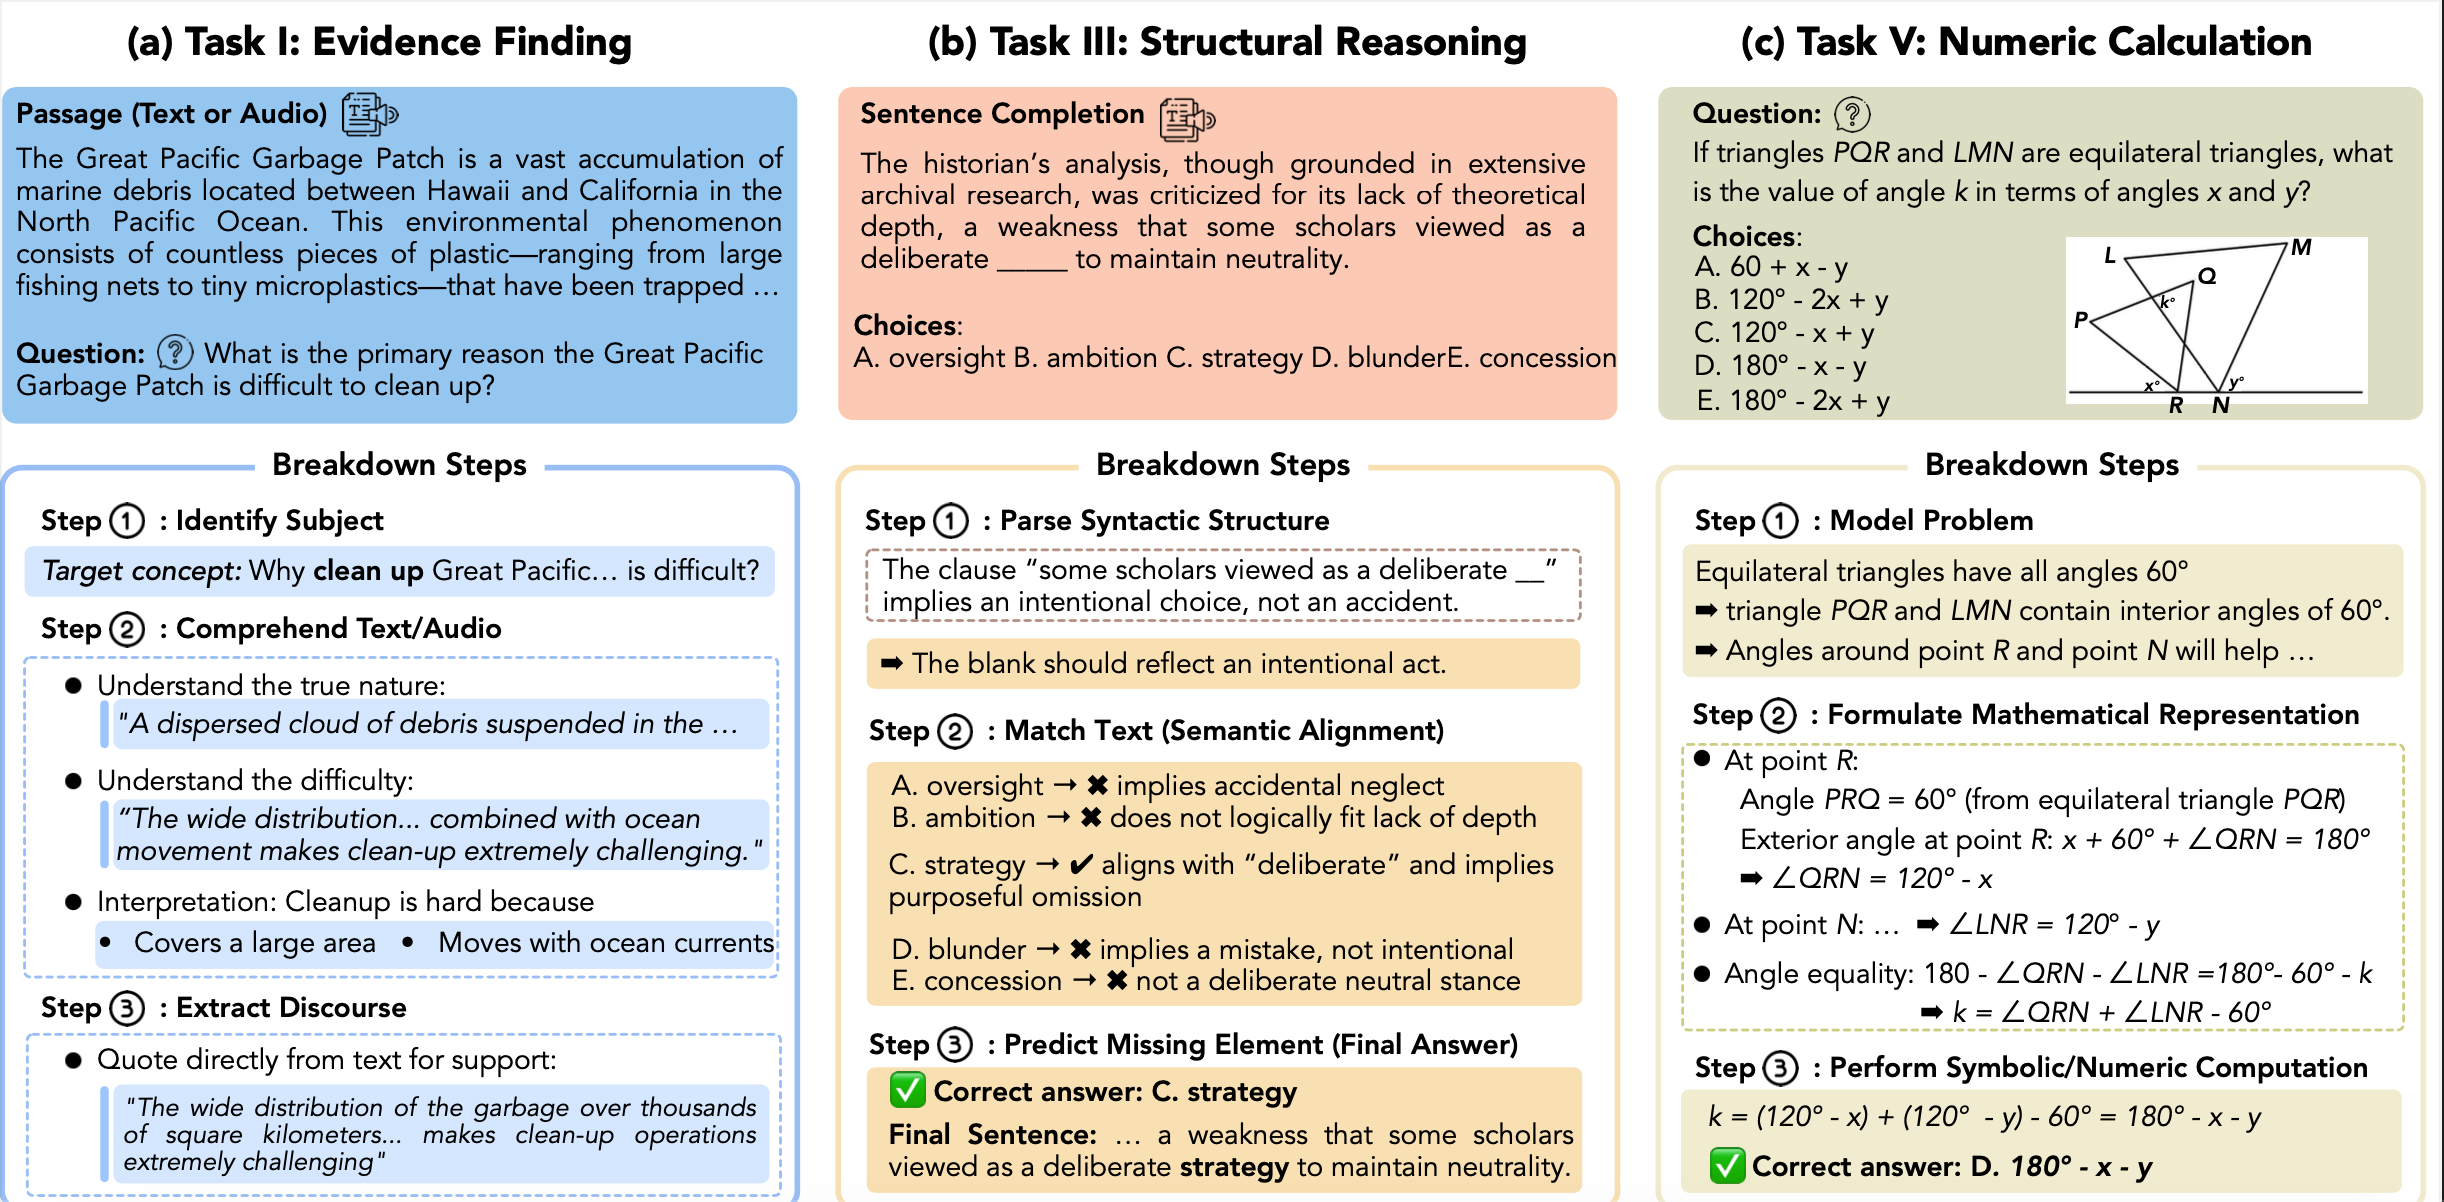 (a) Task I: Evidence Finding
Passage (Text or Audio)
The Great Pacific Garbage Patch is a vast accumulation of
marine debris located between Hawaii and California in the
North Pacific Ocean. This environmental phenomenon
consists of countless pieces of plastic—ranging from large
fishing nets to tiny microplastics—that have been trapped …
Question: ? What is the primary reason the Great Pacific
Garbage Patch is difficult to clean up?
Breakdown Steps
Step 1 : Identify Subject
Target concept: Why clean up Great Pacific… is difficult?
Step 2 : Comprehend Text/Audio
● Understand the true nature:
"A dispersed cloud of debris suspended in the …
● Understand the difficulty:
“The wide distribution... combined with ocean
movement makes clean-up extremely challenging."
● Interpretation: Cleanup is hard because
• Covers a large area • Moves with ocean currents
Step 3 : Extract Discourse
● Quote directly from text for support:
"The wide distribution of the garbage over thousands
of square kilometers... makes clean-up operations
extremely challenging"
(b) Task III: Structural Reasoning
Sentence Completion
The historian’s analysis, though grounded in extensive
archival research, was criticized for its lack of theoretical
depth, a weakness that some scholars viewed as a
deliberate _____ to maintain neutrality.
Choices:
A. oversight B. ambition C. strategy D. blunderE. concession
Breakdown Steps
Step 1 : Parse Syntactic Structure
The clause “some scholars viewed as a deliberate __”
implies an intentional choice, not an accident.
➡ The blank should reflect an intentional act.
Step 2 : Match Text (Semantic Alignment)
A. oversight → ✖ implies accidental neglect
B. ambition → ✖ does not logically fit lack of depth
C. strategy → ✔ aligns with “deliberate” and implies
purposeful omission
D. blunder → ✖ implies a mistake, not intentional
E. concession → ✖ not a deliberate neutral stance
Step 3 : Predict Missing Element (Final Answer)
✅ Correct answer: C. strategy
Final Sentence: … a weakness that some scholars
viewed as a deliberate strategy to maintain neutrality.
(c) Task V: Numeric Calculation
Question: ?
If triangles PQR and LMN are equilateral triangles, what
is the value of angle k in terms of angles x and y?
Choices:
A. 60 + x - y
B. 120° - 2x + y
C. 120° - x + y
D. 180° - x - y
E. 180° - 2x + y
L
M
Q
k°
P
x°
y°
R
N
Breakdown Steps
Step 1 : Model Problem
Equilateral triangles have all angles 60°
➡ triangle PQR and LMN contain interior angles of 60°.
➡ Angles around point R and point N will help …
Step 2 : Formulate Mathematical Representation
● At point R:
Angle PRQ = 60° (from equilateral triangle PQR)
Exterior angle at point R: x + 60° + ∠QRN = 180°
➡ ∠QRN = 120° - x
● At point N: … ➡ ∠LNR = 120° - y
● Angle equality: 180 - ∠QRN - ∠LNR =180°- 60° - k
➡ k = ∠QRN + ∠LNR - 60°
Step 3 : Perform Symbolic/Numeric Computation
k = (120° - x) + (120° - y) - 60° = 180° - x - y
✅ Correct answer: D. 180° - x - y